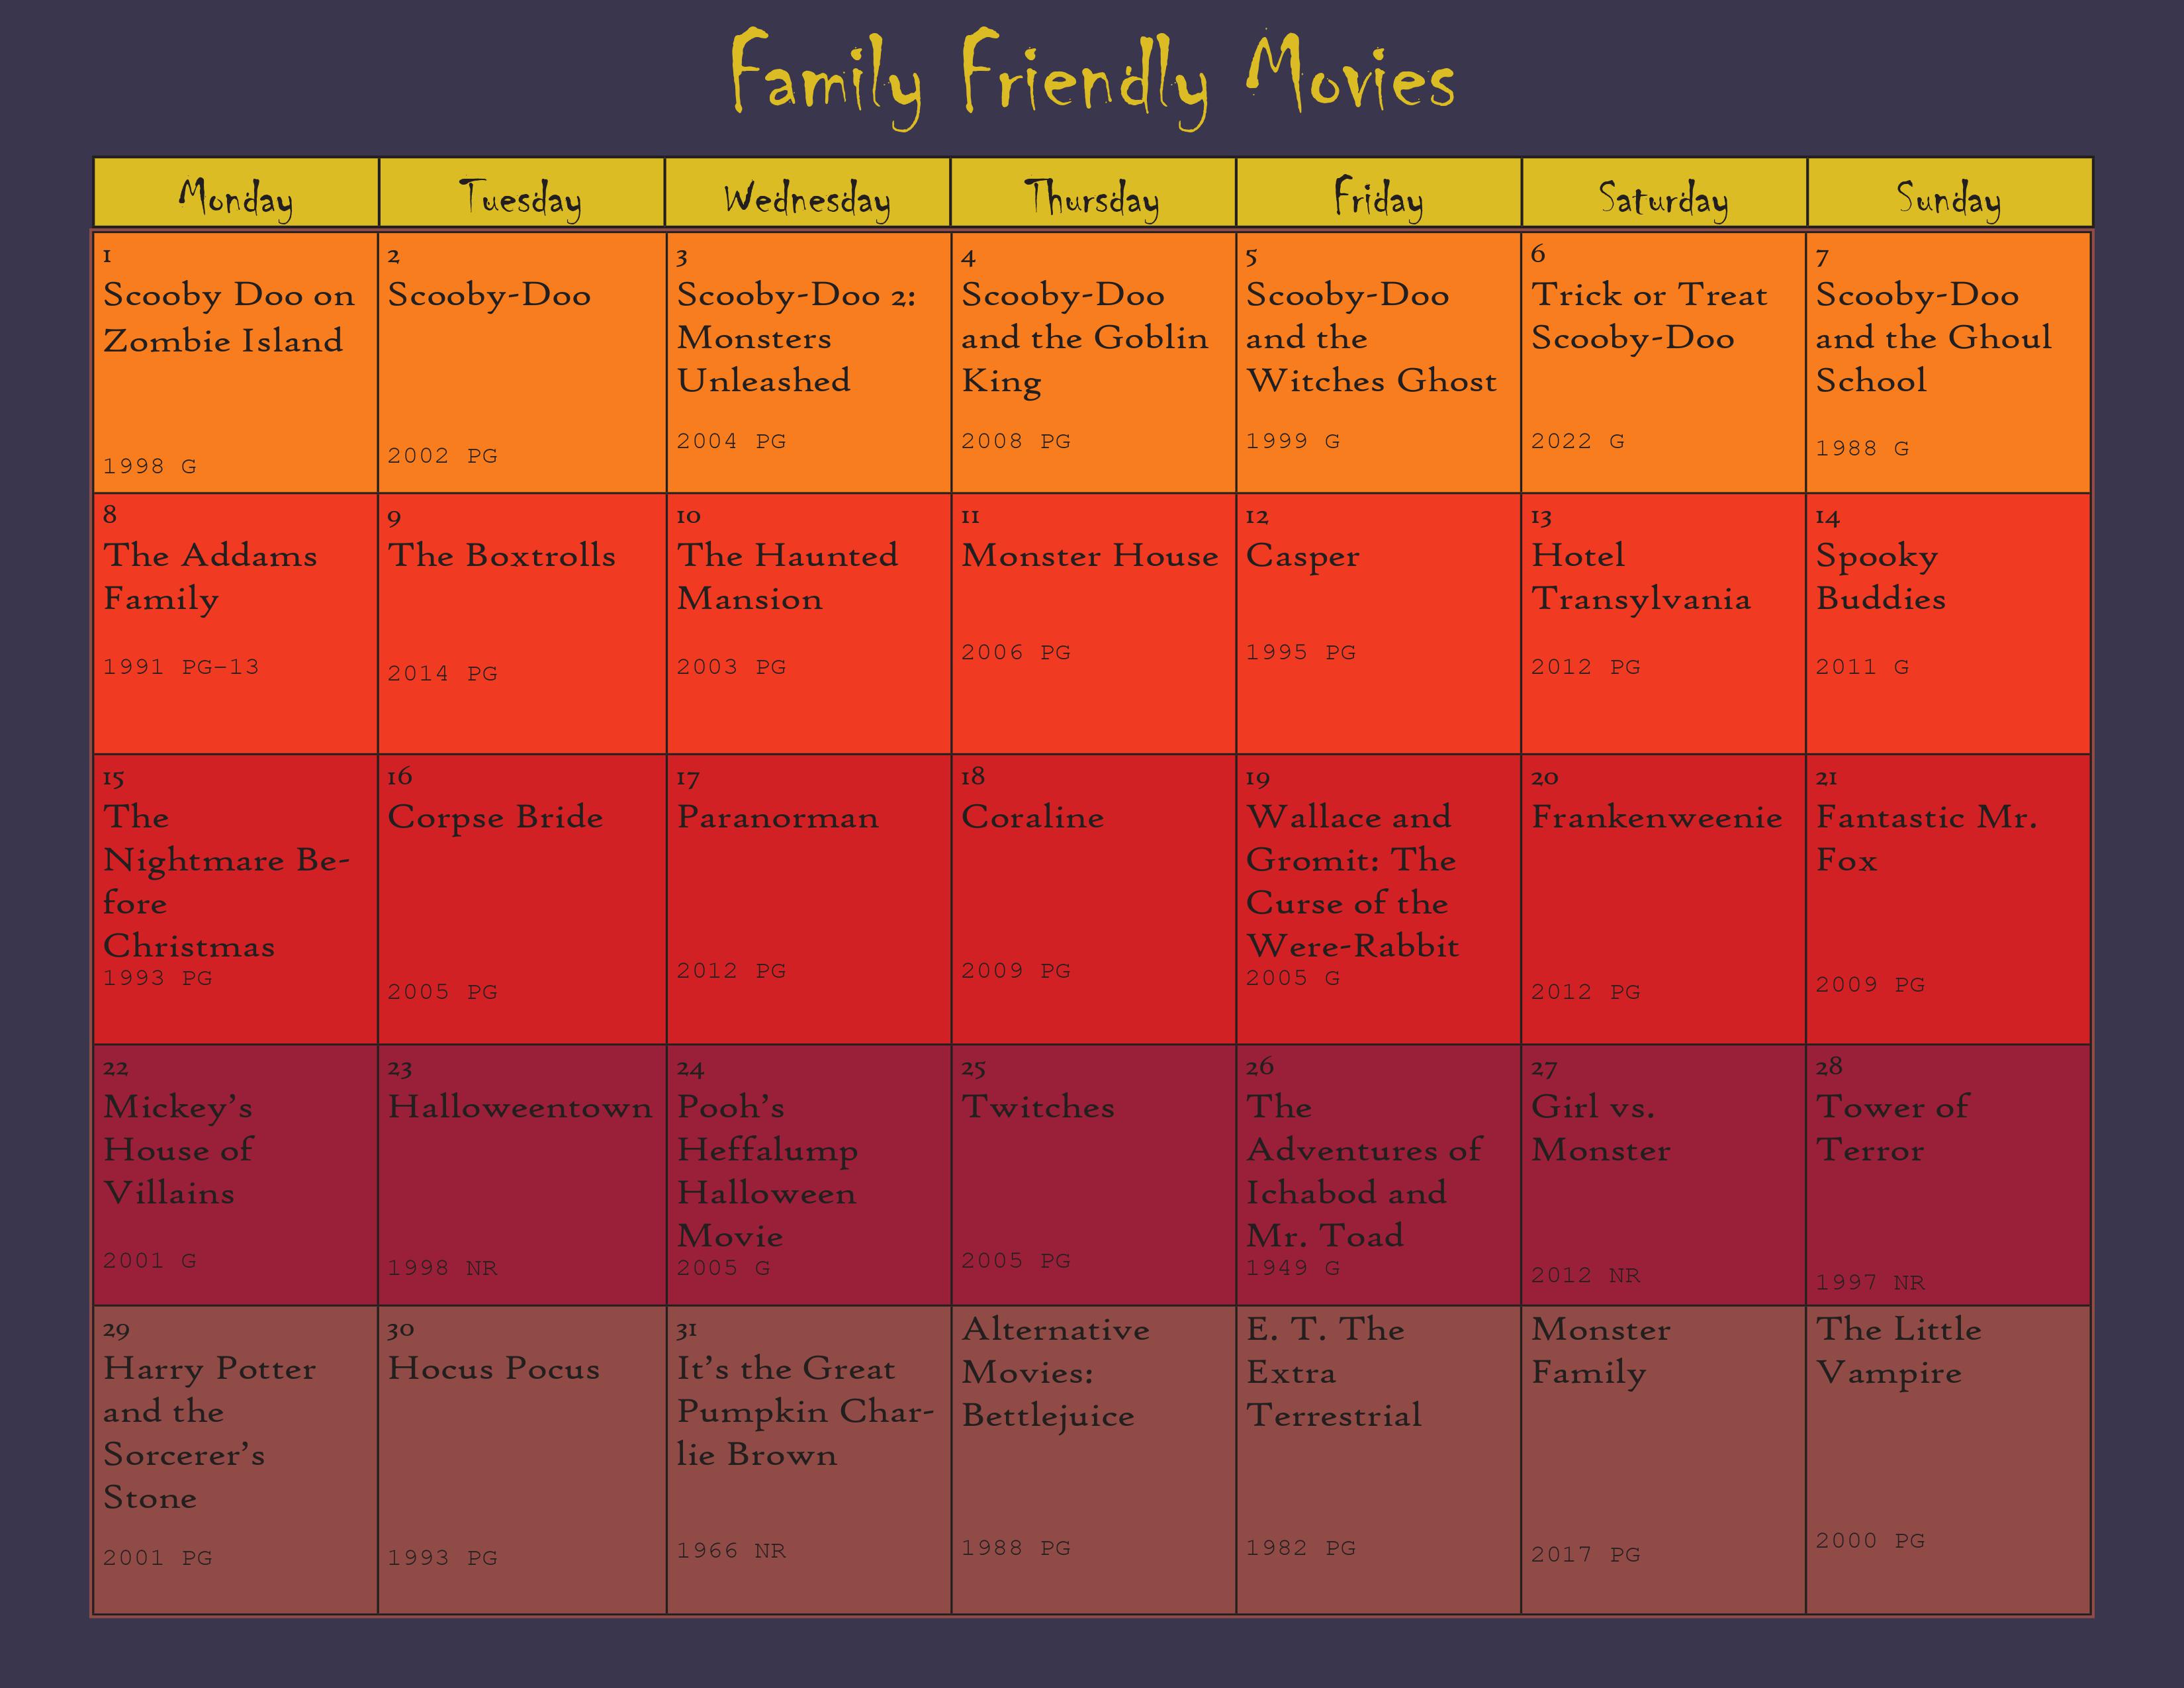 Family Friendly Movies
Monday
Tuesday
Wednesday
Thursday
Friday
Saturday
Sunday
1
Scooby Doo on
Zombie Island
1998 G
2
Scooby-Doo
2002 PG
3
Scooby-Doo 2:
Monsters
Unleashed
2004 PG
4
Scooby-Doo
and the Goblin
King
2008 PG
5
Scooby-Doo
and the
Witches Ghost
1999 G
6
Trick or Treat
Scooby-Doo
2022 G
7
Scooby-Doo
and the Ghoul
School
1988 G
8
The Addams
Family
1991 PG-13
9
The Boxtrolls
2014 PG
10
The Haunted
Mansion
2003 PG
11
Monster House
2006 PG
12
Casper
1995 PG
13
Hotel
Transylvania
2012 PG
14
Spooky
Buddies
2011 G
15
The
Nightmare Be-
fore
Christmas
1993 PG
16
Corpse Bride
2005 PG
17
Paranorman
2012 PG
18
Coraline
2009 PG
19
Wallace and
Gromit: The
Curse of the
Were-Rabbit
2005 G
20
Frankenweenie
2012 PG
21
Fantastic Mr.
Fox
2009 PG
22
Mickey's
House of
Villains
2001 G
23
Halloweentown
1998 NR
24
Pooh's
Heffalump
Halloween
Movie
2005 G
25
Twitches
2005 PG
26
The
Adventures of
Ichabod and
Mr. Toad
1949 G
27
Girl vs.
Monster
2012 NR
28
Tower of
Terror
1997 NR
29
Harry Potter
and the
Sorcerer's
Stone
2001 PG
30
Hocus Pocus
1993 PG
31
It's the Great
Pumpkin Char-
lie Brown
1966 NR
Alternative
Movies:
Bettlejuice
1988 PG
E. T. The
Extra
Terrestrial
1982 PG
Monster
Family
2017 PG
The Little
Vampire
2000 PG